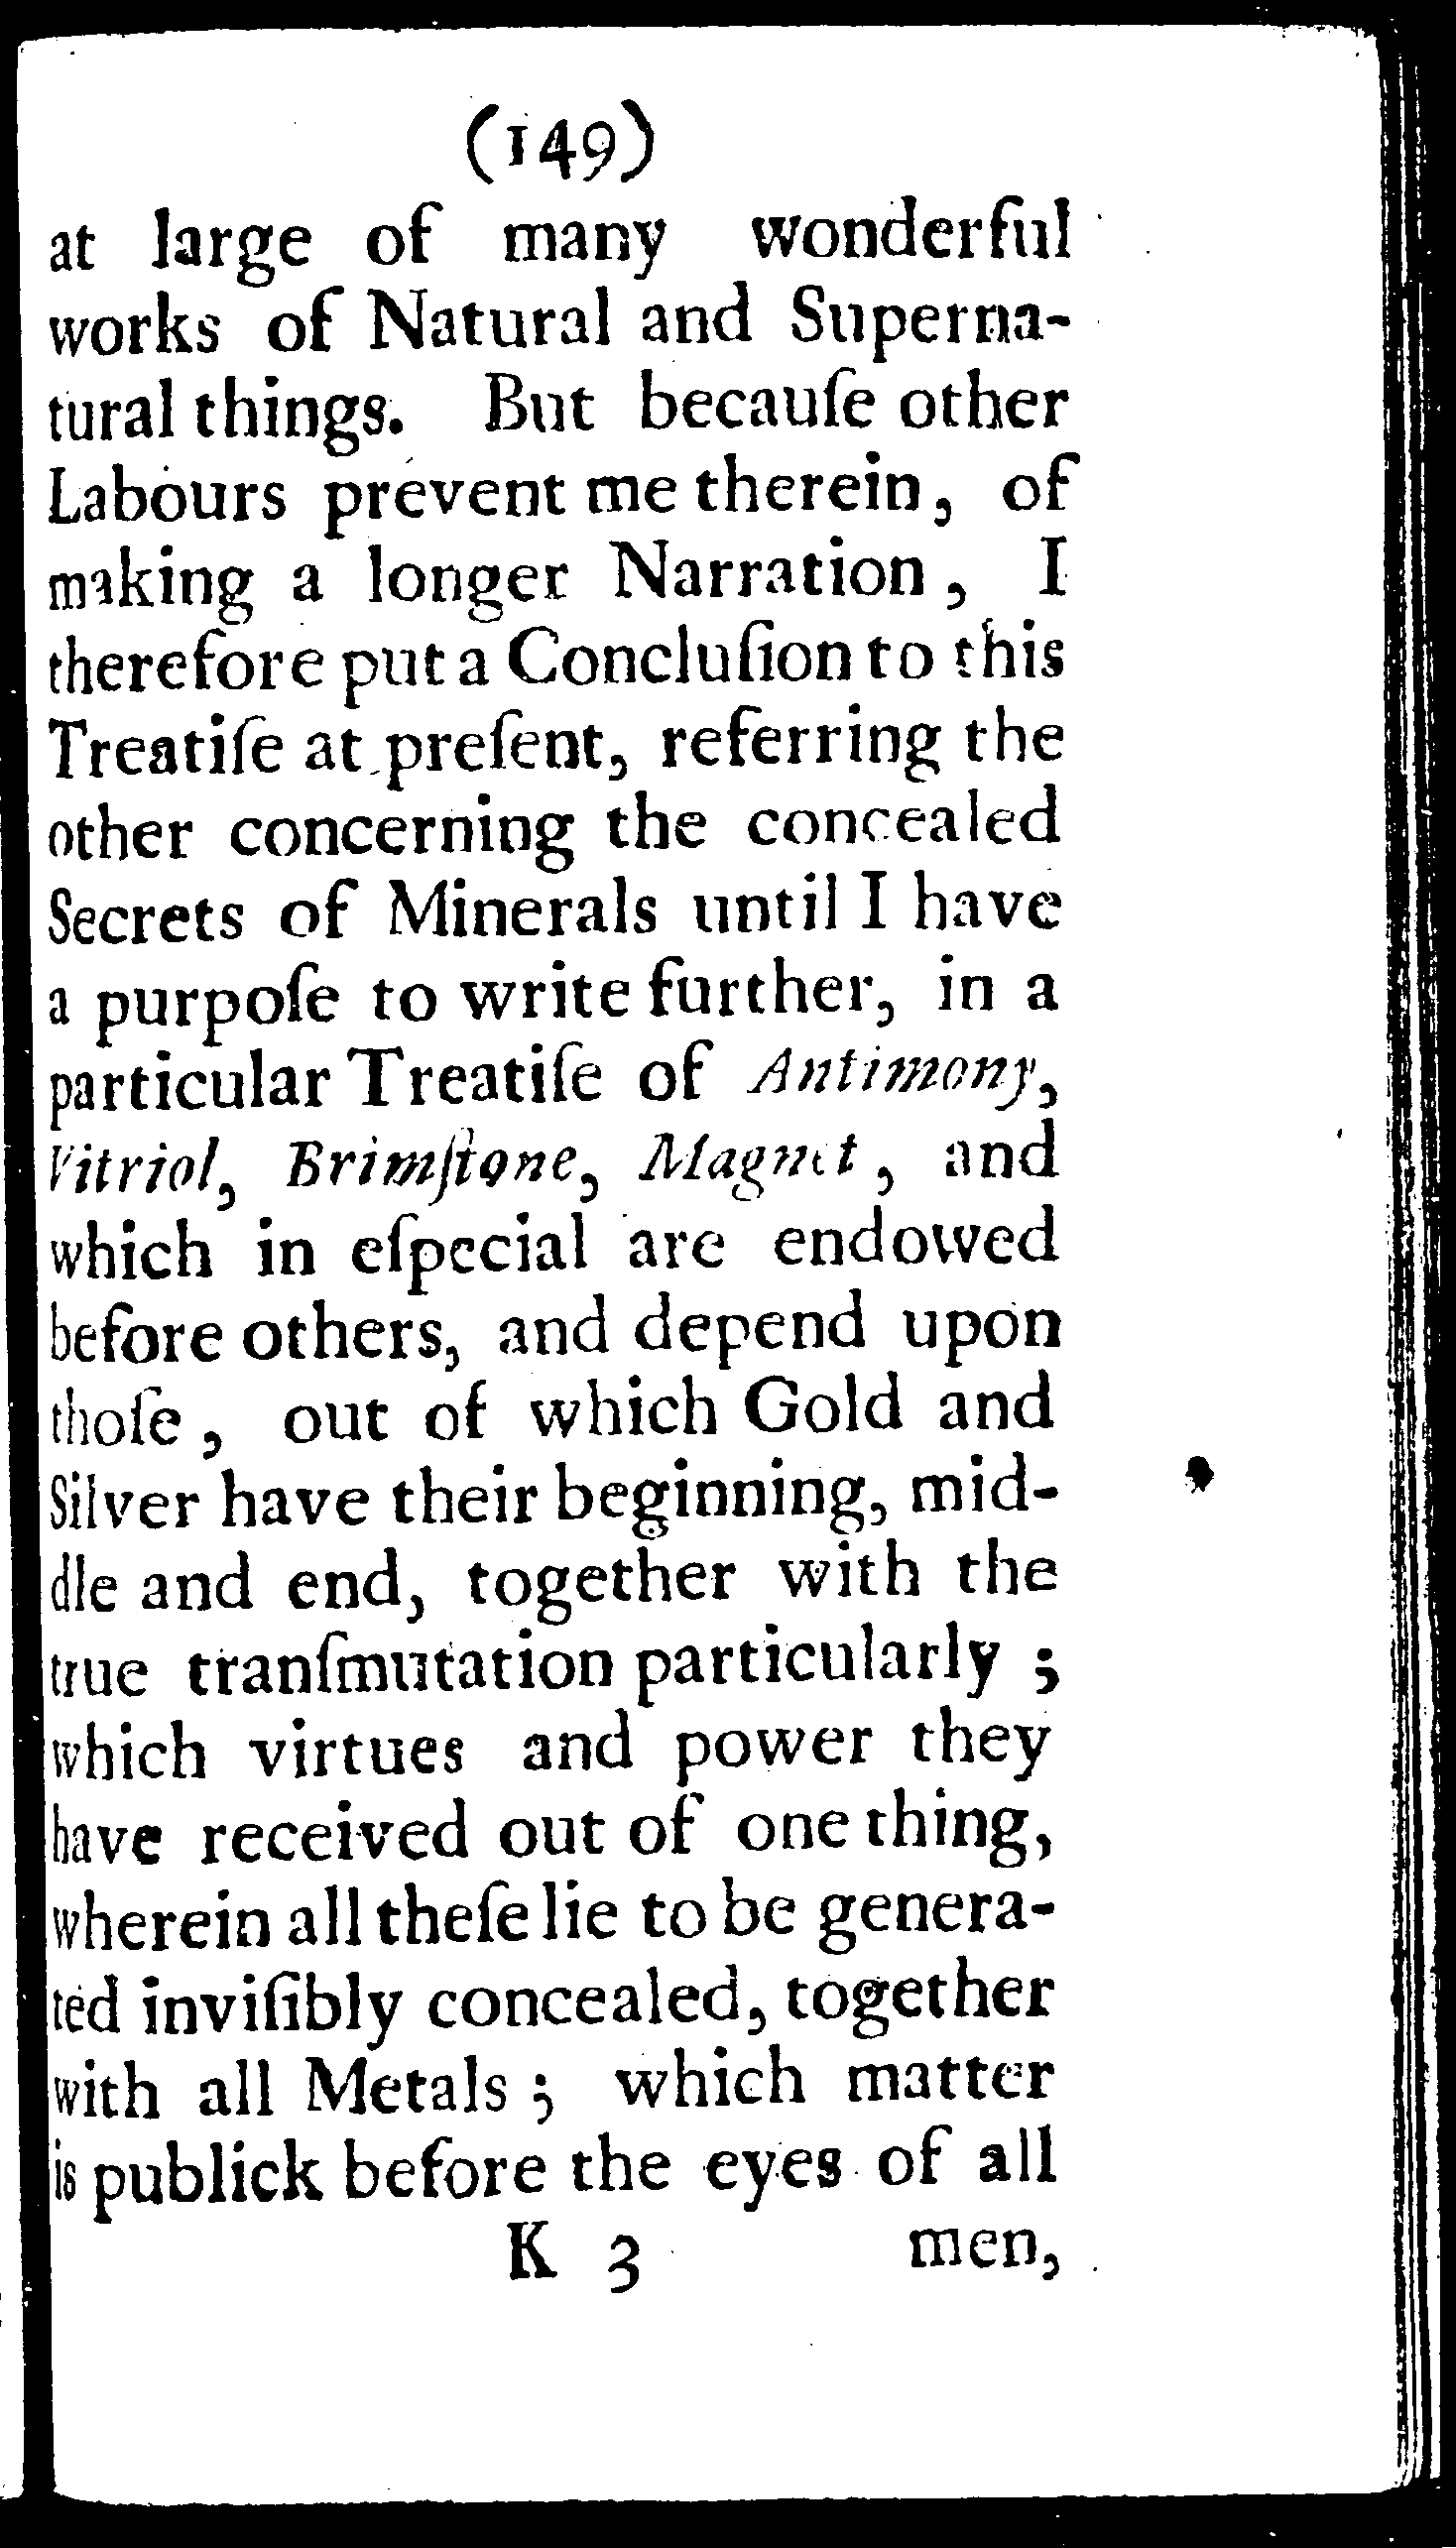 (149)
at large of many wonderful
works of Natural and Superna-
tural things. But becauſe other
Labours prevent me therein, of
making a longer Narration, I
therefore put a Concluſion to this
Treatiſe at preſent, referring the
other concerning the concealed
Secrets of Minerals until I have
a purpoſe to write further, in a
particular Treatiſe of Antimony,
Vitriol, Brimſtone, Magnet, and
which in eſpecial are endowed
before others, and depend upon
thoſe, out of which Gold and
Silver have their beginning, mid-
dle and end, together with the
true tranſmutation particularly;
which virtues and power they
have received out of one thing,
wherein all theſe lie to be genera-
ted inviſibly concealed, together
with all Metals; which matter
is publick before the eyes of all
K 3 men,